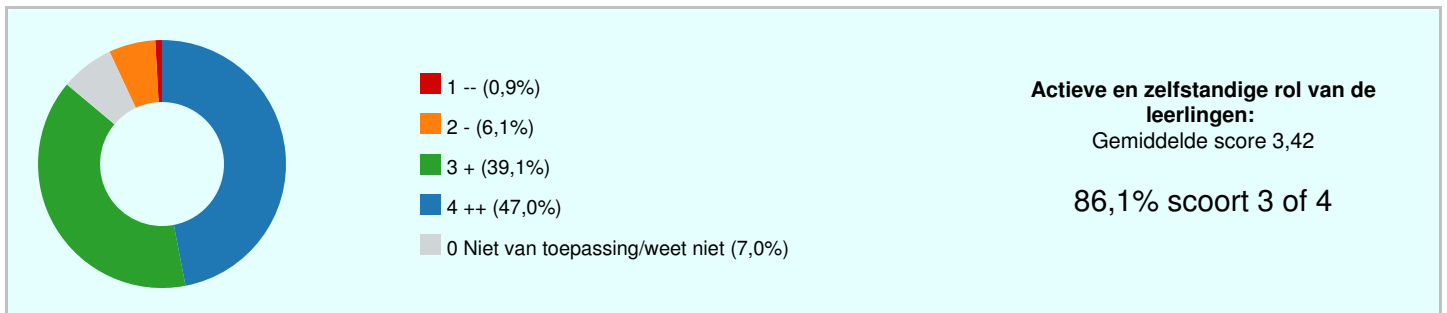 1 -- (0,9%)
2 - (6,1%)
3 + (39,1%)
4 ++ (47,0%)
0 Niet van toepassing/weet niet (7,0%)
Actieve en zelfstandige rol van de
leerlingen:
Gemiddelde score 3,42
86,1% scoort 3 of 4